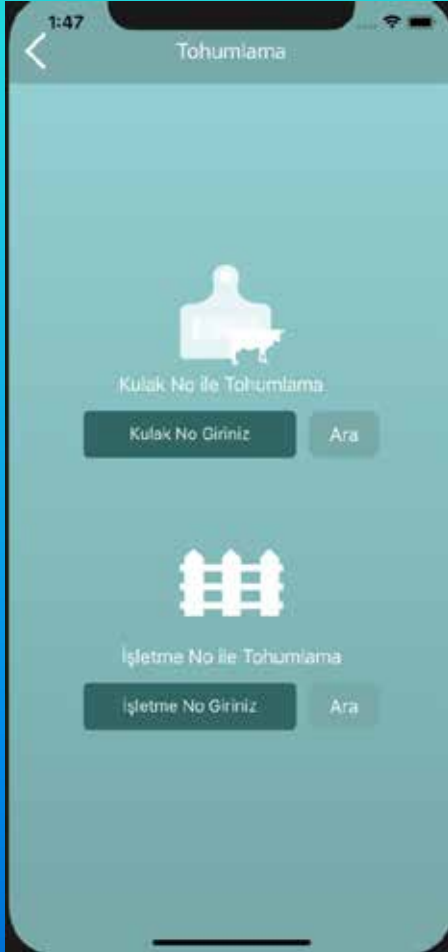 1:47
Tohumlama
Kulak No ile Tohumlama
Kulak No Giriniz
Ara
İşletme No ile Tohumlama
İşletme No Giriniz
Ara